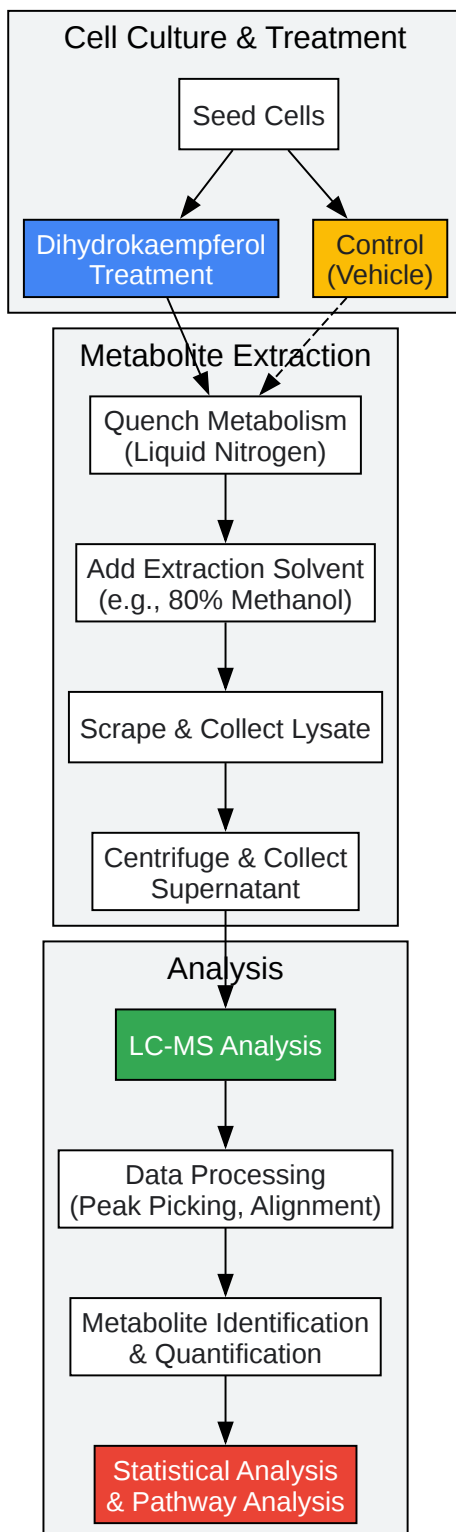 Cell Culture & Treatment
Seed Cells
Dihydrokaempferol
Treatment
Control
(Vehicle)
Metabolite Extraction
Quench Metabolism
(Liquid Nitrogen)
Add Extraction Solvent
(e.g., 80% Methanol)
Scrape & Collect Lysate
Centrifuge & Collect
Supernatant
Analysis
LC-MS Analysis
Data Processing
(Peak Picking, Alignment)
Metabolite Identification
& Quantification
Statistical Analysis
& Pathway Analysis